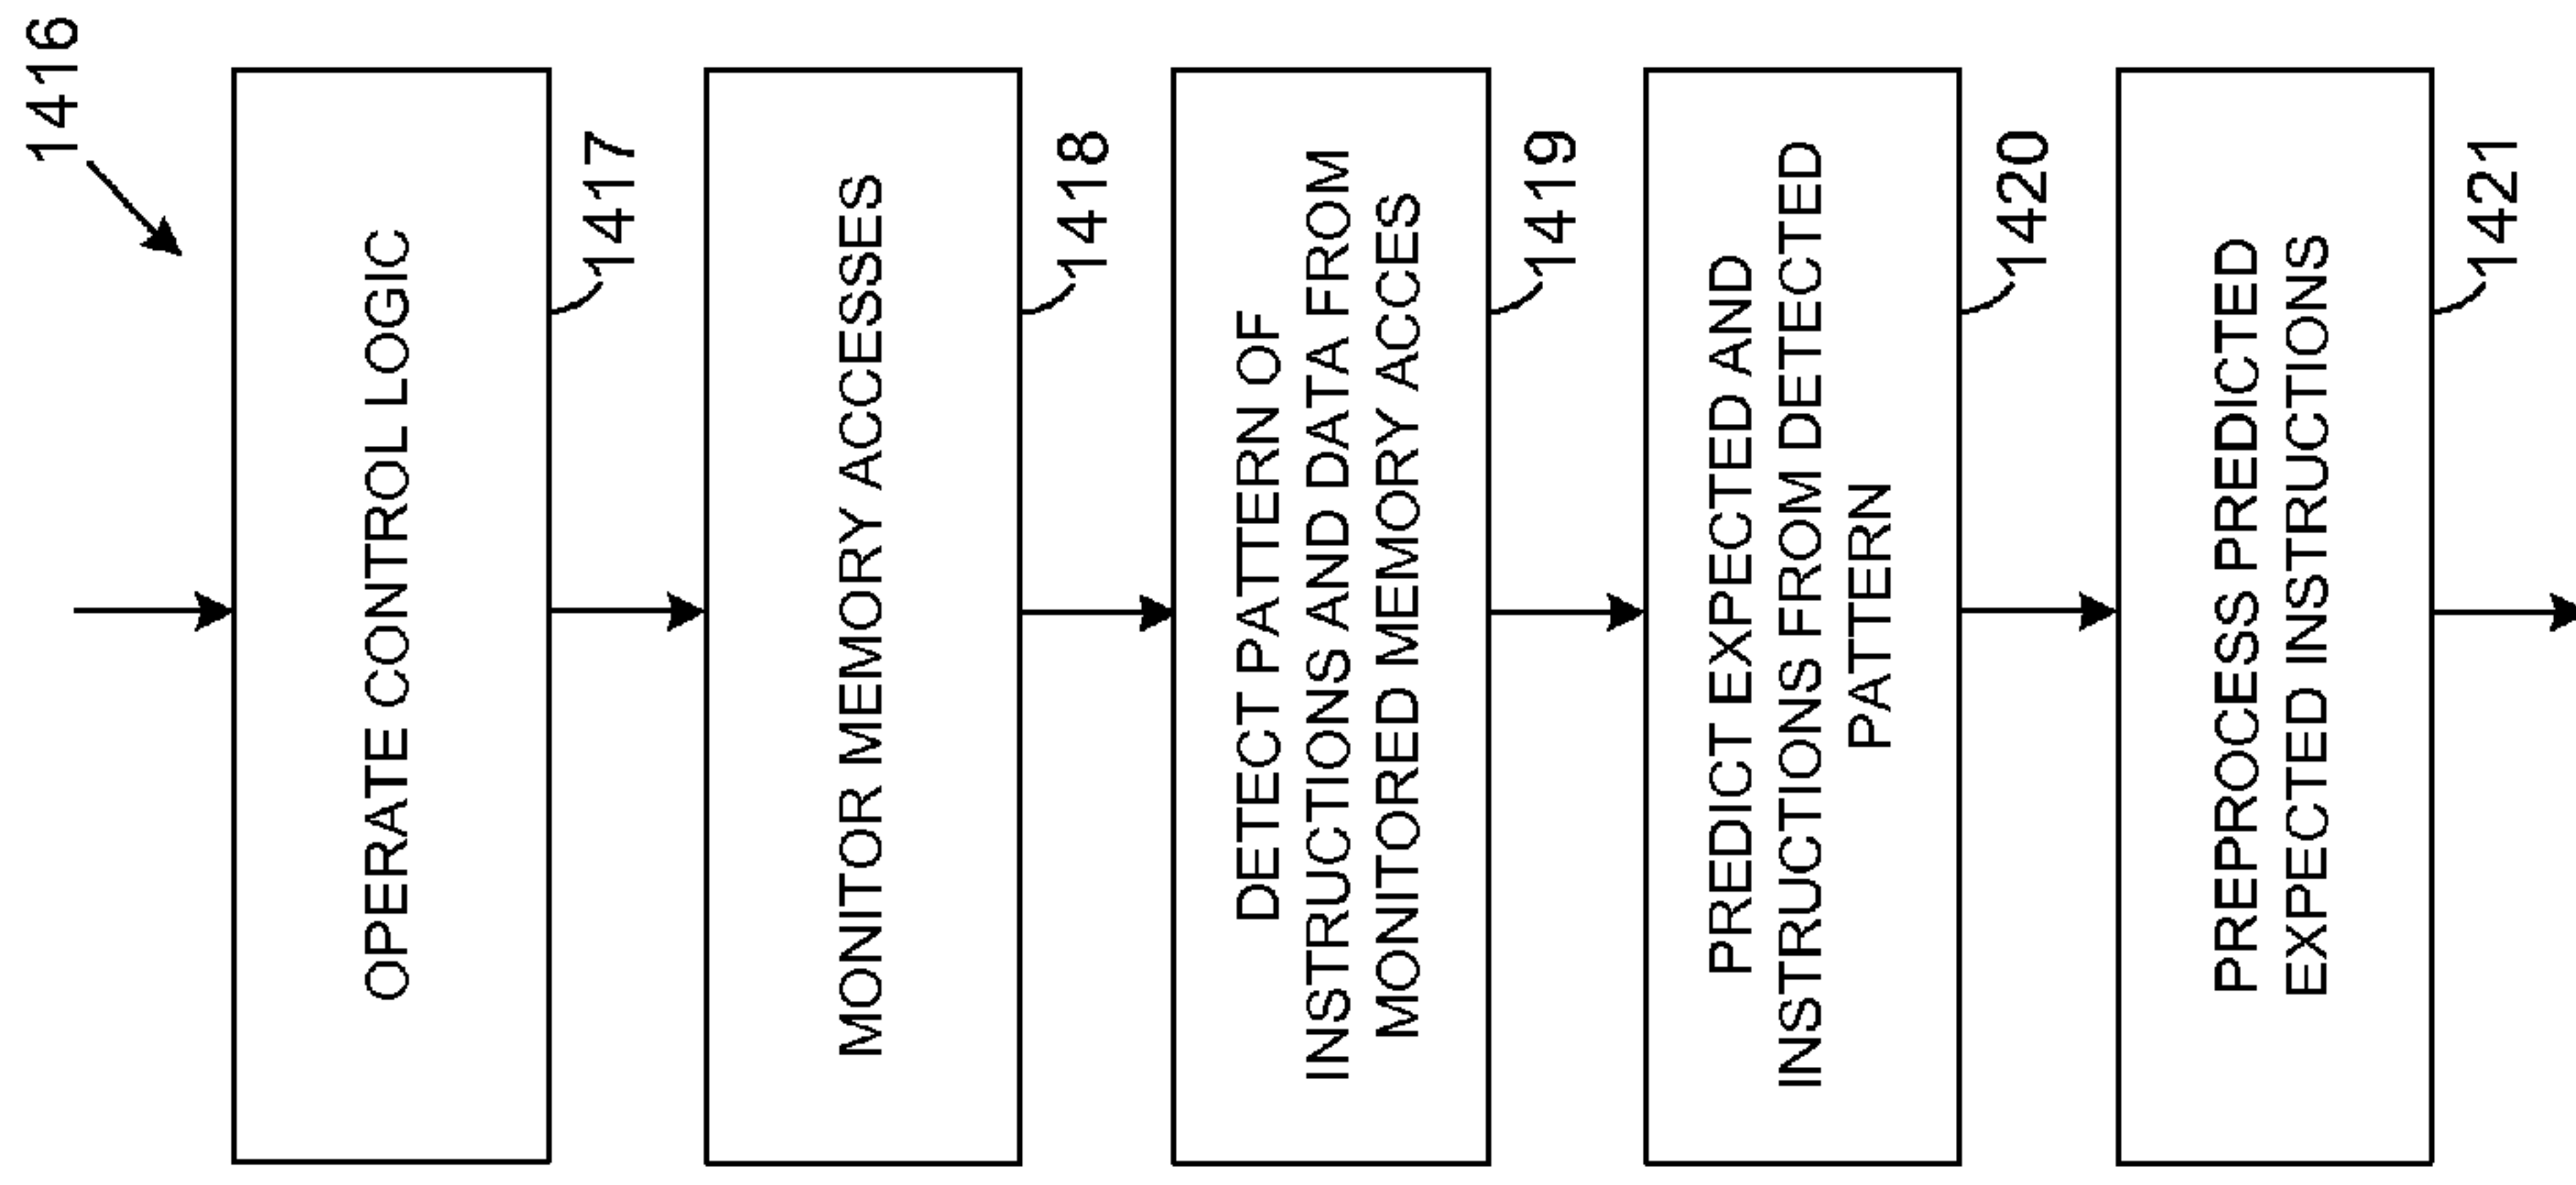 1416
OPERATE CONTROL LOGIC
1417
MONITOR MEMORY ACCESSES
1418
DETECT PATTERN OF
INSTRUCTIONS AND DATA FROM
MONITORED MEMORY ACCES
1419
PREDICT EXPECTED AND
INSTRUCTIONS FROM DETECTED
PATTERN
1420
PREPROCESS PREDICTED
EXPECTED INSTRUCTIONS
1421